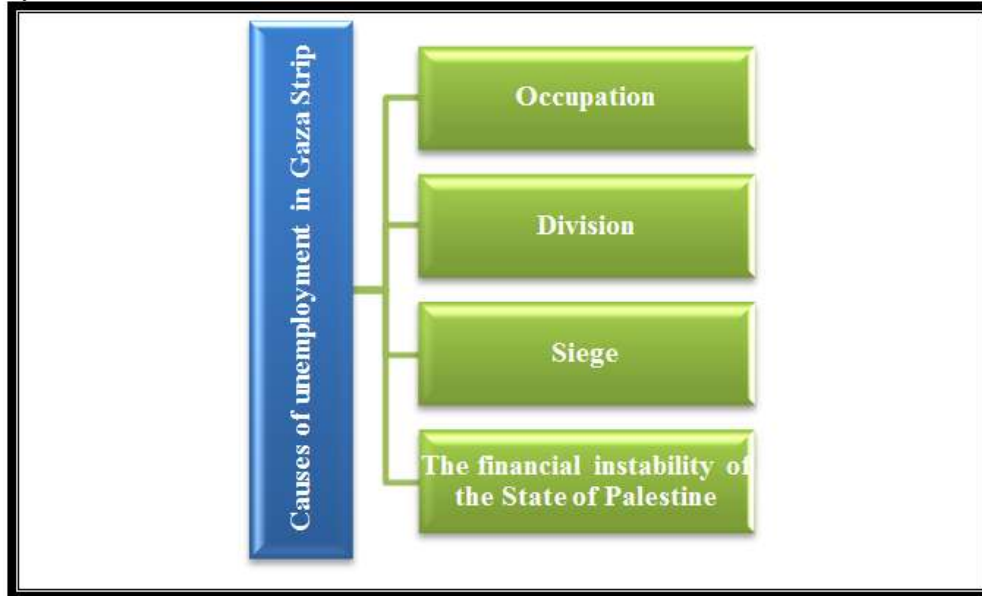 Causes of unemployment in Gaza Strip
Occupation
Division
Siege
The financial instability of
the State of Palestine